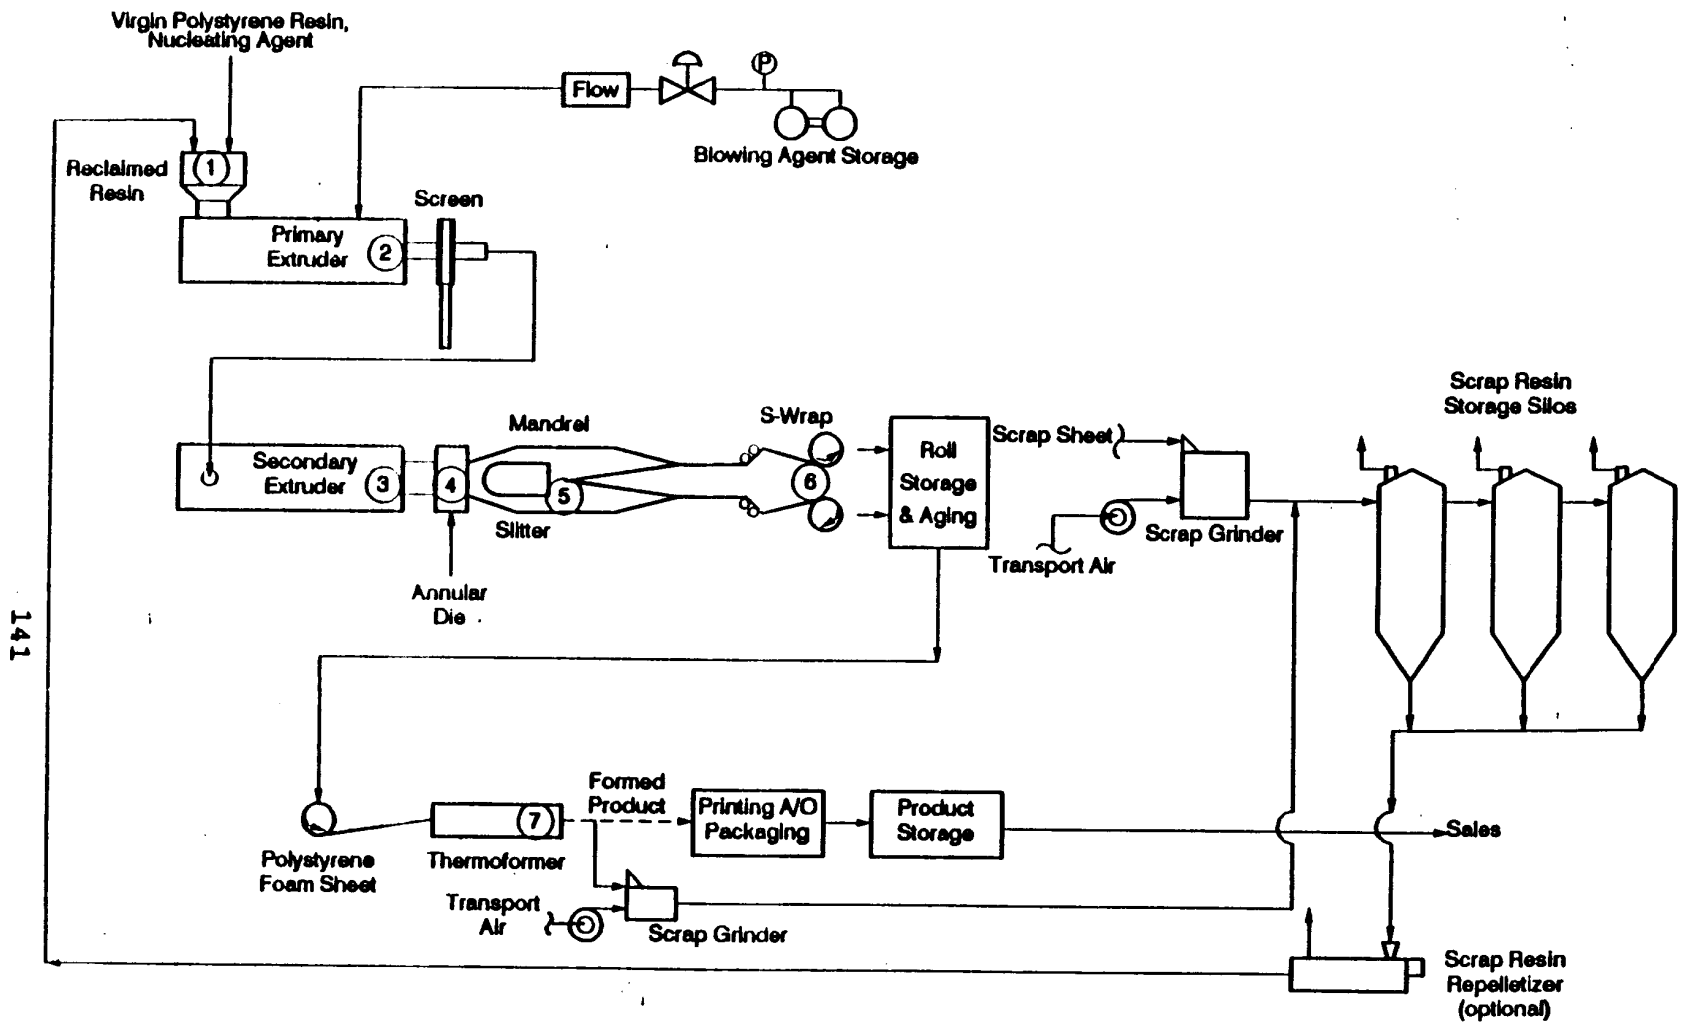 Virgin Polystyrene Resin,
Nucleating Agent
Flow
P
Blowing Agent Storage
Reclaimed
Resin
1
Screen
Primary
Extruder
2
Scrap Resin
Storage Silos
Mandrel
S-Wrap
Secondary
Extruder
3
4
5
6
Slitter
Roll
Storage
& Aging
Scrap Sheet
Scrap Grinder
Transport Air
Annular
Die
141
Formed
Product
Printing A/O
Packaging
Product
Storage
Sales
7
Polystyrene
Foam Sheet
Thermoformer
Transport
Air
Scrap Grinder
Scrap Resin
Repelletizer
(optional)